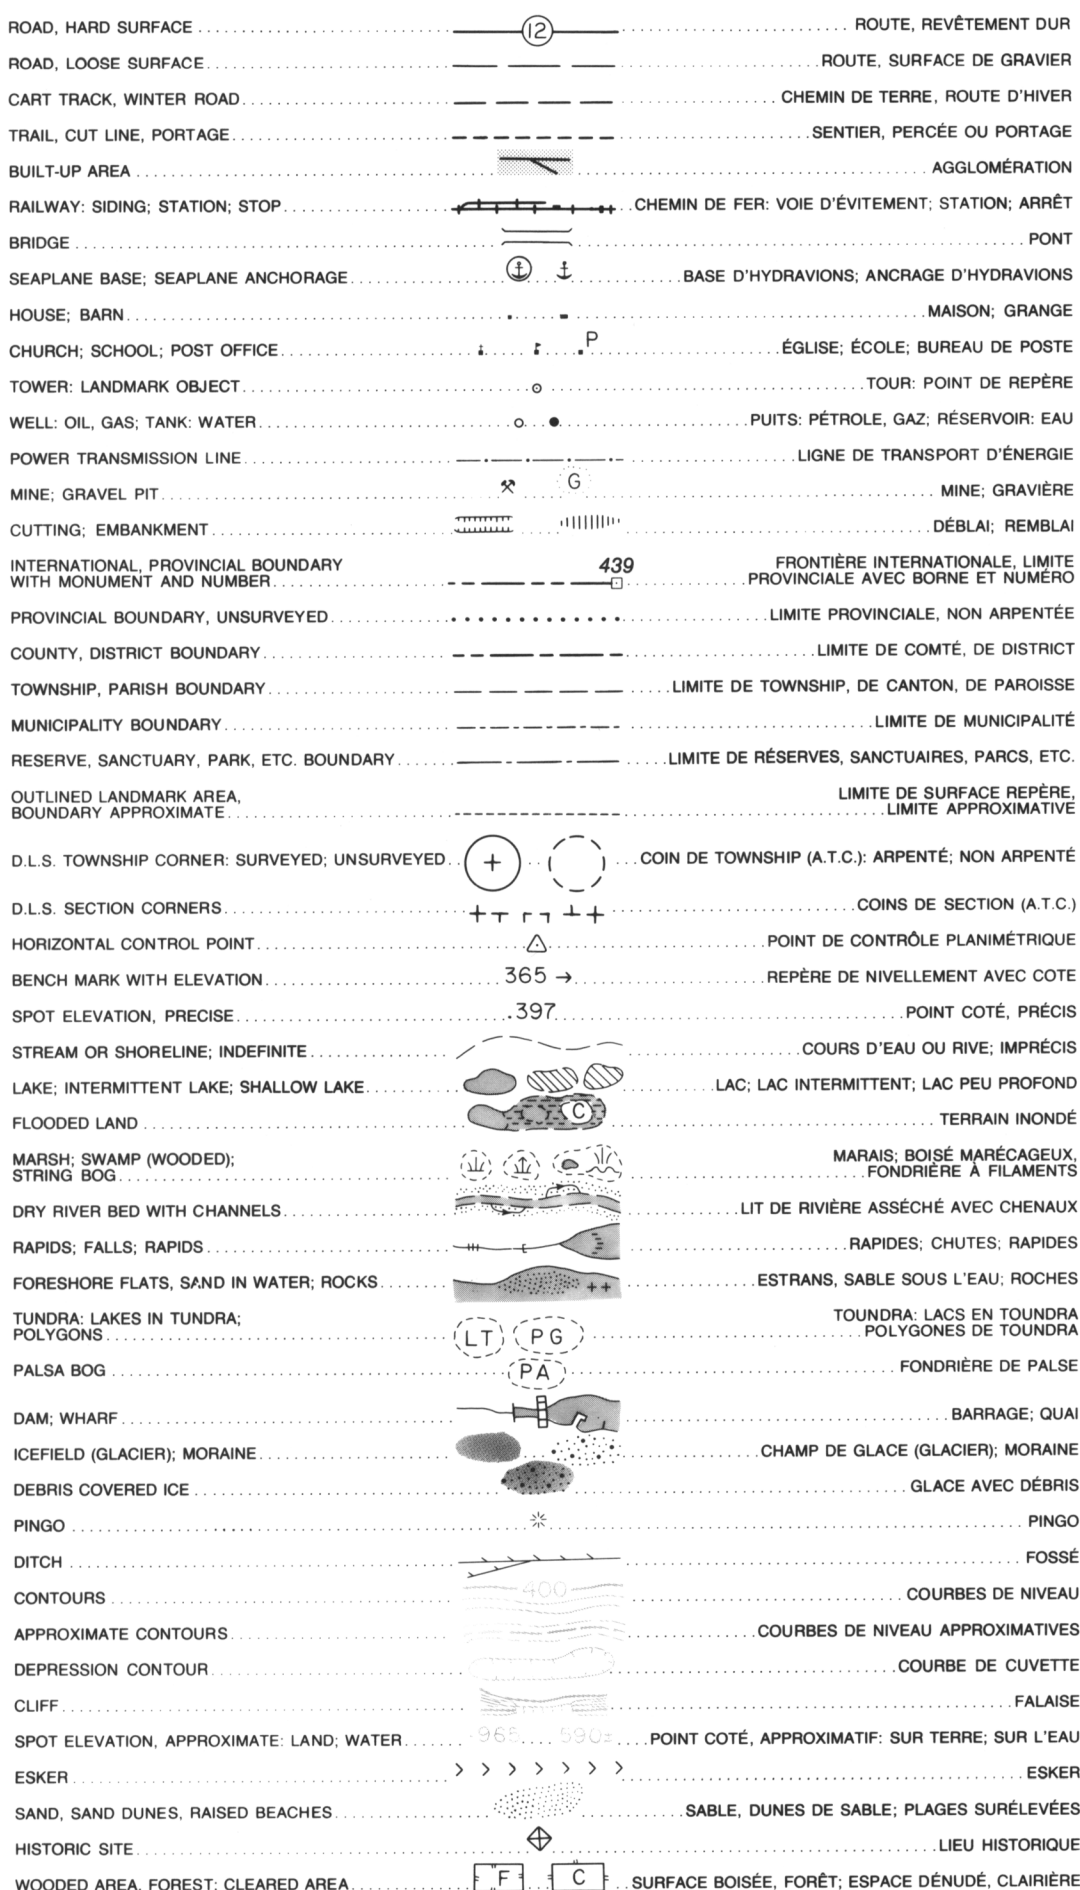 ROAD, HARD SURFACE 12 ROUTE, REVÊTEMENT DUR
ROAD, LOOSE SURFACE ROUTE, SURFACE DE GRAVIER
CART TRACK, WINTER ROAD CHEMIN DE TERRE, ROUTE D'HIVER
TRAIL, CUT LINE, PORTAGE SENTIER, PERCÉE OU PORTAGE
BUILT-UP AREA AGGLOMÉRATION
RAILWAY: SIDING; STATION; STOP CHEMIN DE FER: VOIE D'ÉVITEMENT; STATION; ARRÊT
BRIDGE PONT
SEAPLANE BASE; SEAPLANE ANCHORAGE BASE D'HYDRAVIONS; ANCRAGE D'HYDRAVIONS
HOUSE; BARN MAISON; GRANGE
CHURCH; SCHOOL; POST OFFICE P ÉGLISE; ÉCOLE; BUREAU DE POSTE
TOWER: LANDMARK OBJECT TOUR: POINT DE REPÈRE
WELL: OIL, GAS; TANK: WATER PUITS: PÉTROLE, GAZ; RÉSERVOIR: EAU
POWER TRANSMISSION LINE LIGNE DE TRANSPORT D'ÉNERGIE
MINE; GRAVEL PIT G MINE; GRAVIÈRE
CUTTING; EMBANKMENT DÉBLAI; REMBLAI
INTERNATIONAL, PROVINCIAL BOUNDARY 439 FRONTIÈRE INTERNATIONALE, LIMITE
WITH MONUMENT AND NUMBER PROVINCIALE AVEC BORNE ET NUMÉRO
PROVINCIAL BOUNDARY, UNSURVEYED LIMITE PROVINCIALE, NON ARPENTÉE
COUNTY, DISTRICT BOUNDARY LIMITE DE COMTÉ, DE DISTRICT
TOWNSHIP, PARISH BOUNDARY LIMITE DE TOWNSHIP, DE CANTON, DE PAROISSE
MUNICIPALITY BOUNDARY LIMITE DE MUNICIPALITÉ
RESERVE, SANCTUARY, PARK, ETC. BOUNDARY LIMITE DE RÉSERVES, SANCTUAIRES, PARCS, ETC.
OUTLINED LANDMARK AREA, LIMITE DE SURFACE REPÈRE,
BOUNDARY APPROXIMATE LIMITE APPROXIMATIVE
D.L.S. TOWNSHIP CORNER: SURVEYED; UNSURVEYED COIN DE TOWNSHIP (A.T.C.): ARPENTÉ; NON ARPENTÉ
D.L.S. SECTION CORNERS COINS DE SECTION (A.T.C.)
HORIZONTAL CONTROL POINT POINT DE CONTRÔLE PLANIMÉTRIQUE
BENCH MARK WITH ELEVATION 365 → REPÈRE DE NIVELLEMENT AVEC COTE
SPOT ELEVATION, PRECISE .397 POINT COTÉ, PRÉCIS
STREAM OR SHORELINE; INDEFINITE COURS D'EAU OU RIVE; IMPRÉCIS
LAKE; INTERMITTENT LAKE; SHALLOW LAKE LAC; LAC INTERMITTENT; LAC PEU PROFOND
FLOODED LAND C TERRAIN INONDÉ
MARSH; SWAMP (WOODED); MARAIS; BOISÉ MARÉCAGEUX,
STRING BOG FONDRIÈRE À FILAMENTS
DRY RIVER BED WITH CHANNELS LIT DE RIVIÈRE ASSÉCHÉ AVEC CHENAUX
RAPIDS; FALLS; RAPIDS RAPIDES; CHUTES; RAPIDES
FORESHORE FLATS, SAND IN WATER; ROCKS ESTRANS, SABLE SOUS L'EAU; ROCHES
TUNDRA: LAKES IN TUNDRA; TOUNDRA: LACS EN TOUNDRA
POLYGONS LT PG POLYGONES DE TOUNDRA
PALSA BOG PA FONDRIÈRE DE PALSE
DAM; WHARF BARRAGE; QUAI
ICEFIELD (GLACIER); MORAINE CHAMP DE GLACE (GLACIER); MORAINE
DEBRIS COVERED ICE GLACE AVEC DÉBRIS
PINGO PINGO
DITCH FOSSÉ
CONTOURS 400 COURBES DE NIVEAU
APPROXIMATE CONTOURS COURBES DE NIVEAU APPROXIMATIVES
DEPRESSION CONTOUR COURBE DE CUVETTE
CLIFF FALAISE
SPOT ELEVATION, APPROXIMATE: LAND; WATER .965 590± POINT COTÉ, APPROXIMATIF: SUR TERRE; SUR L'EAU
ESKER ESKER
SAND, SAND DUNES, RAISED BEACHES SABLE, DUNES DE SABLE; PLAGES SURÉLEVÉES
HISTORIC SITE LIEU HISTORIQUE
WOODED AREA, FOREST; CLEARED AREA F C SURFACE BOISÉE, FORÊT; ESPACE DÉNUDÉ, CLAIRIÈRE